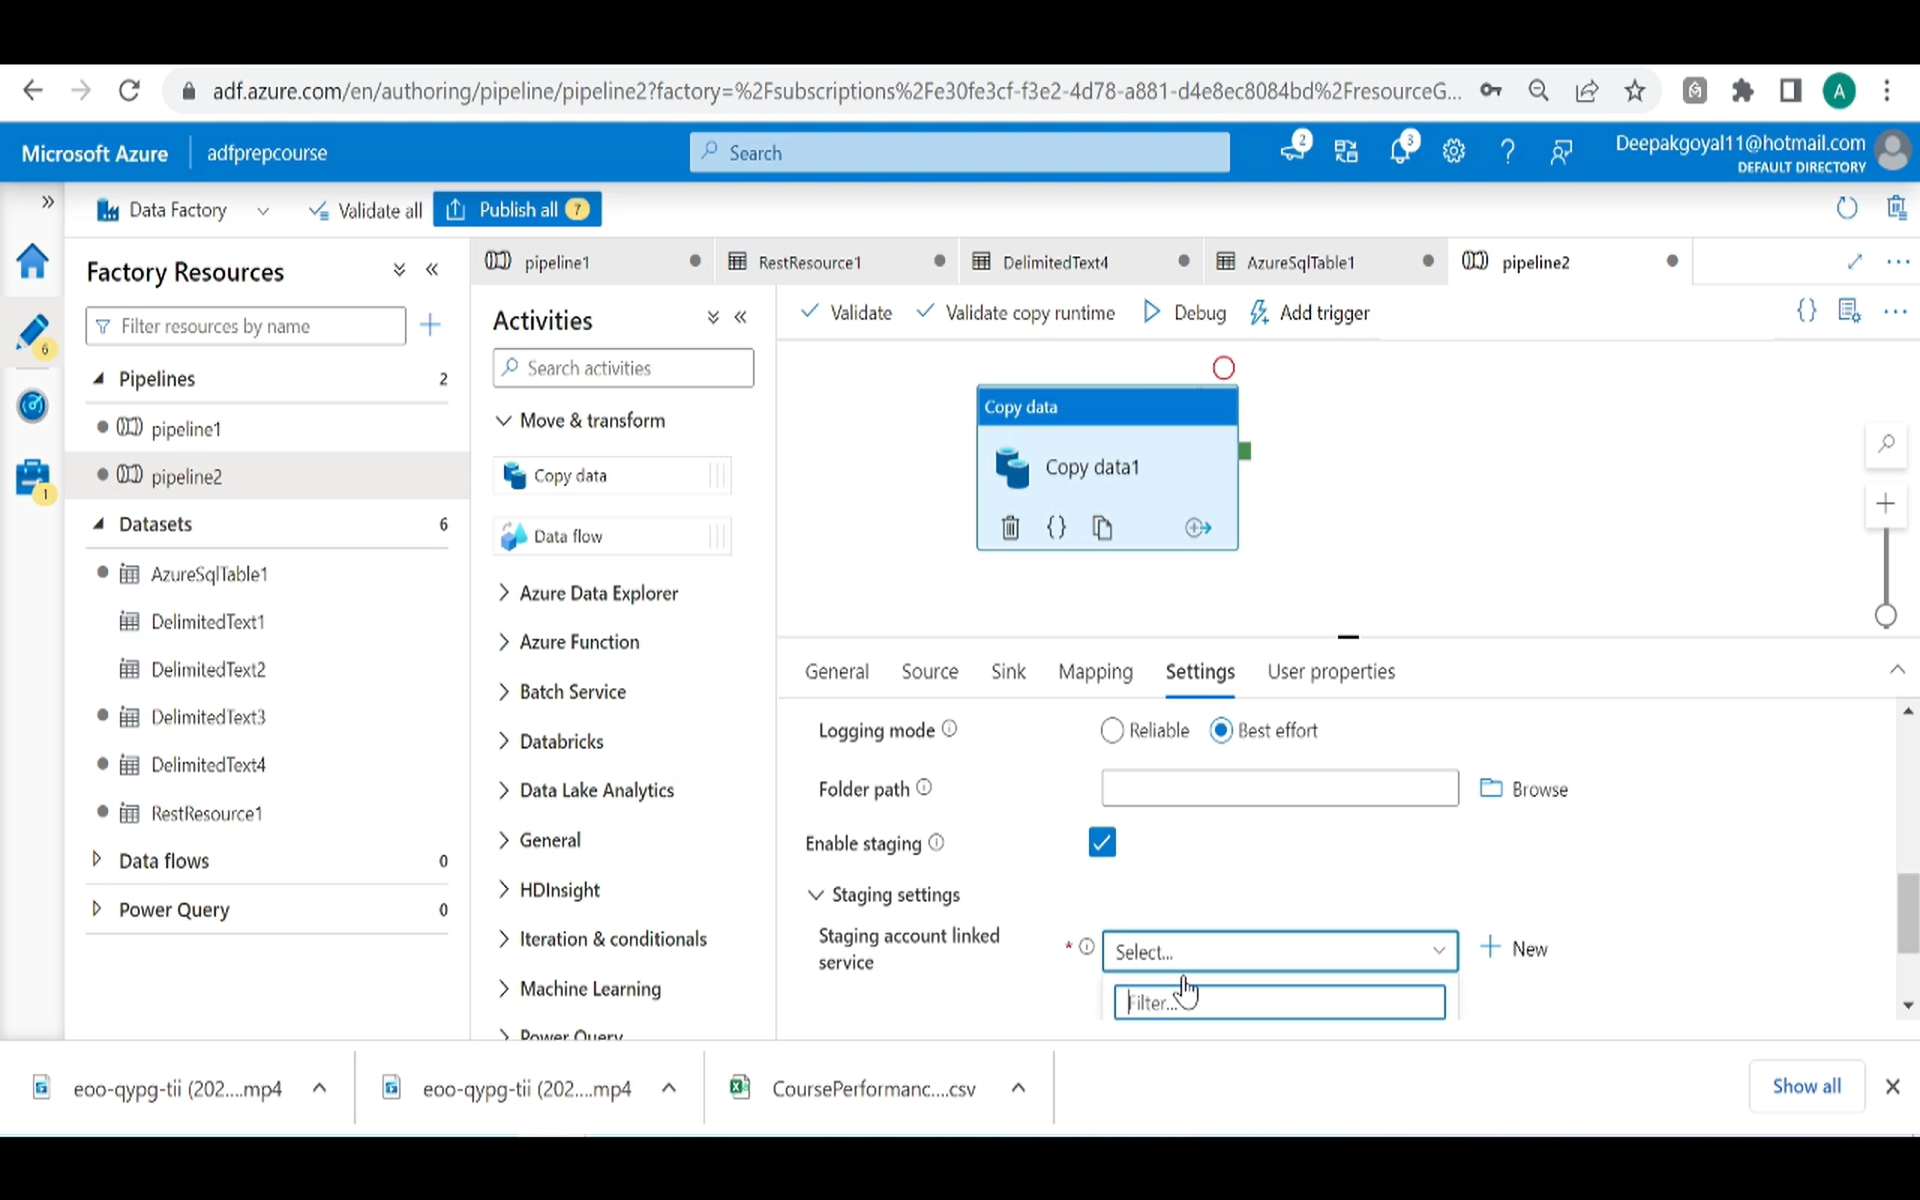 adf.azure.com/en/authoring/pipeline/pipeline2?factory=%2Fsubscriptions%2Fe30fe3cf-f3e2-4d78-a881-d4e8ec8084bd%2FresourceG...
A
Microsoft Azure
adfprepcourse
Search
2
3
Deepakgoyal11@hotmail.com
DEFAULT DIRECTORY
Data Factory
Validate all
Publish all 7
Factory Resources
Filter resources by name
6
1
Pipelines 2
pipeline1
pipeline2
Datasets 6
AzureSqlTable1
DelimitedText1
DelimitedText2
DelimitedText3
DelimitedText4
RestResource1
Data flows 0
Power Query 0
pipeline1
RestResource1
DelimitedText4
AzureSqlTable1
pipeline2
Activities
Search activities
Move & transform
Copy data
Data flow
Azure Data Explorer
Azure Function
Batch Service
Databricks
Data Lake Analytics
General
HDInsight
Iteration & conditionals
Machine Learning
Power Query
Validate
Validate copy runtime
Debug
Add trigger
Copy data
Copy data1
General
Source
Sink
Mapping
Settings
User properties
Logging mode
Reliable
Best effort
Folder path
Browse
Enable staging
Staging settings
Staging account linked
service
*
Select...
New
Filter...
eoo-qypg-tii (202....mp4
eoo-qypg-tii (202....mp4
CoursePerformanc....csv
Show all